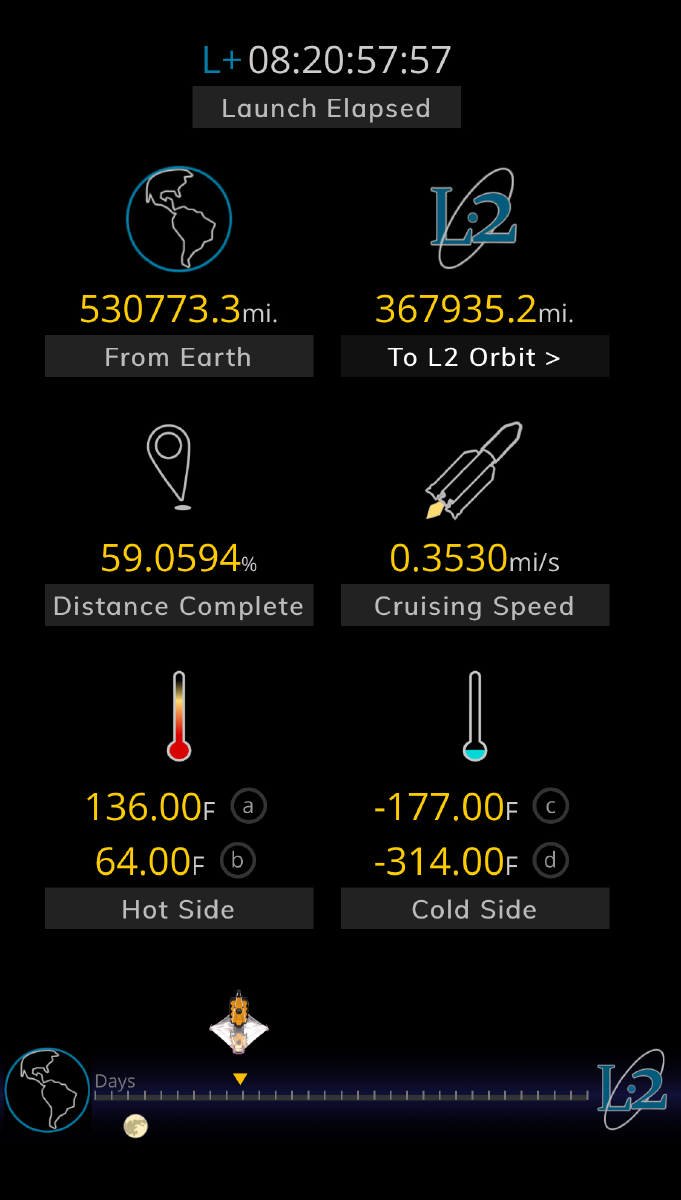 L+ 08:20:57:57
Launch Elapsed
L2
530773.3mi. 367935.2mi.
From Earth To L2 Orbit >
59.0594% 0.3530mi/s
Distance Complete Cruising Speed
136.00F a -177.00F c
64.00F b -314.00F d
Hot Side Cold Side
Days
L2